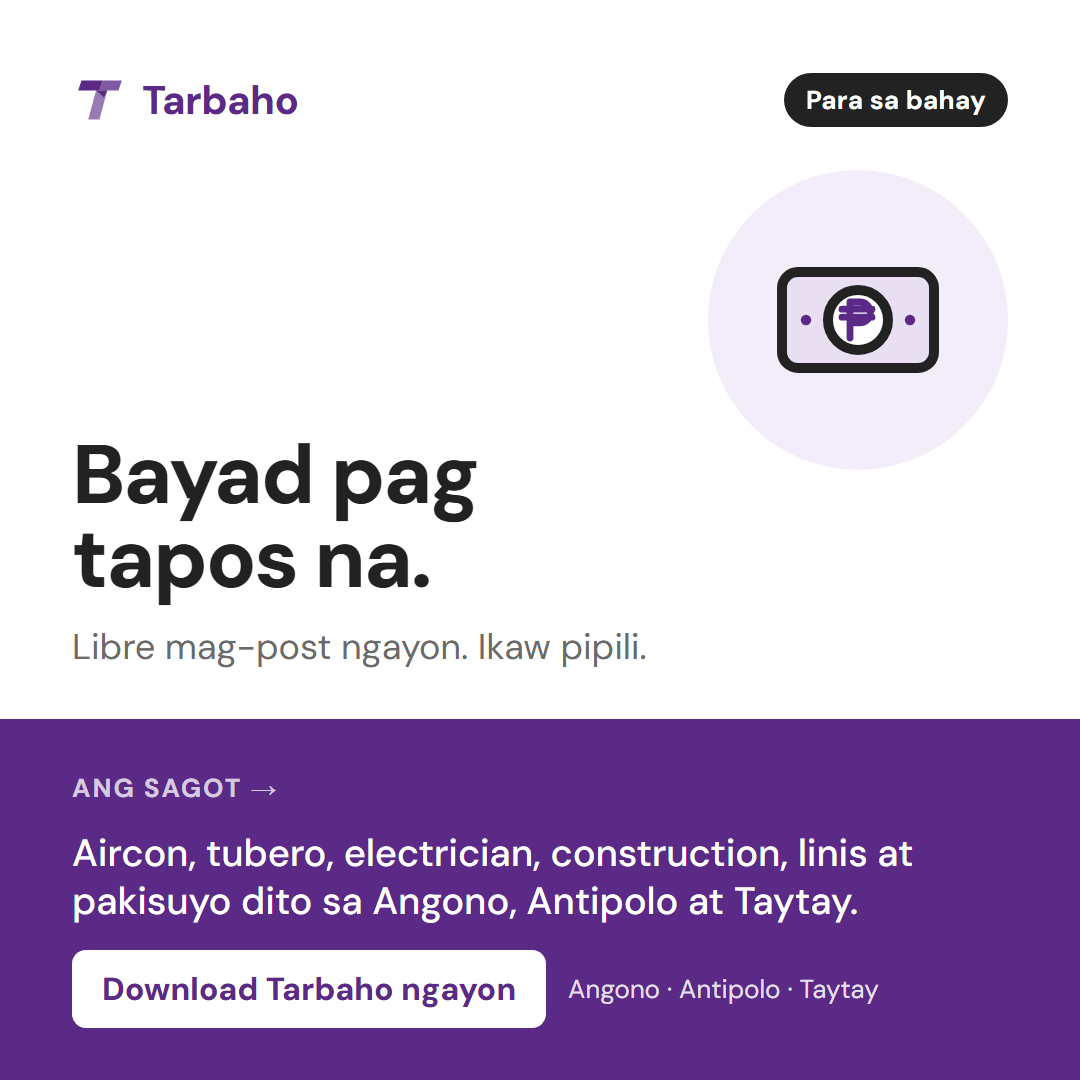 Tarbaho
Para sa bahay
₱
Bayad pag
tapos na.
Libre mag-post ngayon. Ikaw pipili.
ANG SAGOT →
Aircon, tubero, electrician, construction, linis at
pakisuyo dito sa Angono, Antipolo at Taytay.
Download Tarbaho ngayon
Angono · Antipolo · Taytay